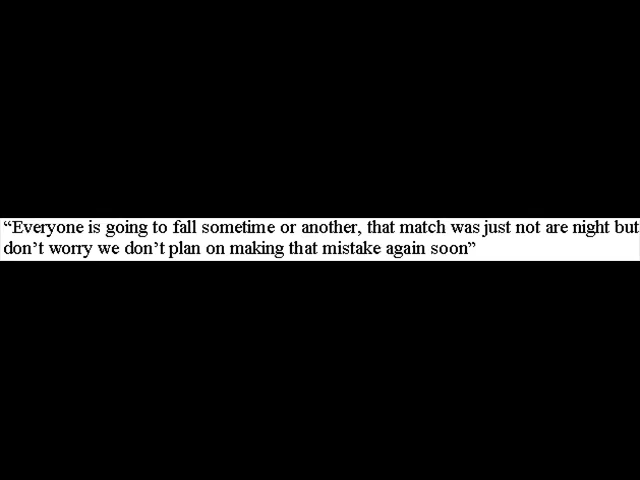 “Everyone is going to fall sometime or another, that match was just not are night but
don’t worry we don’t plan on making that mistake again soon”